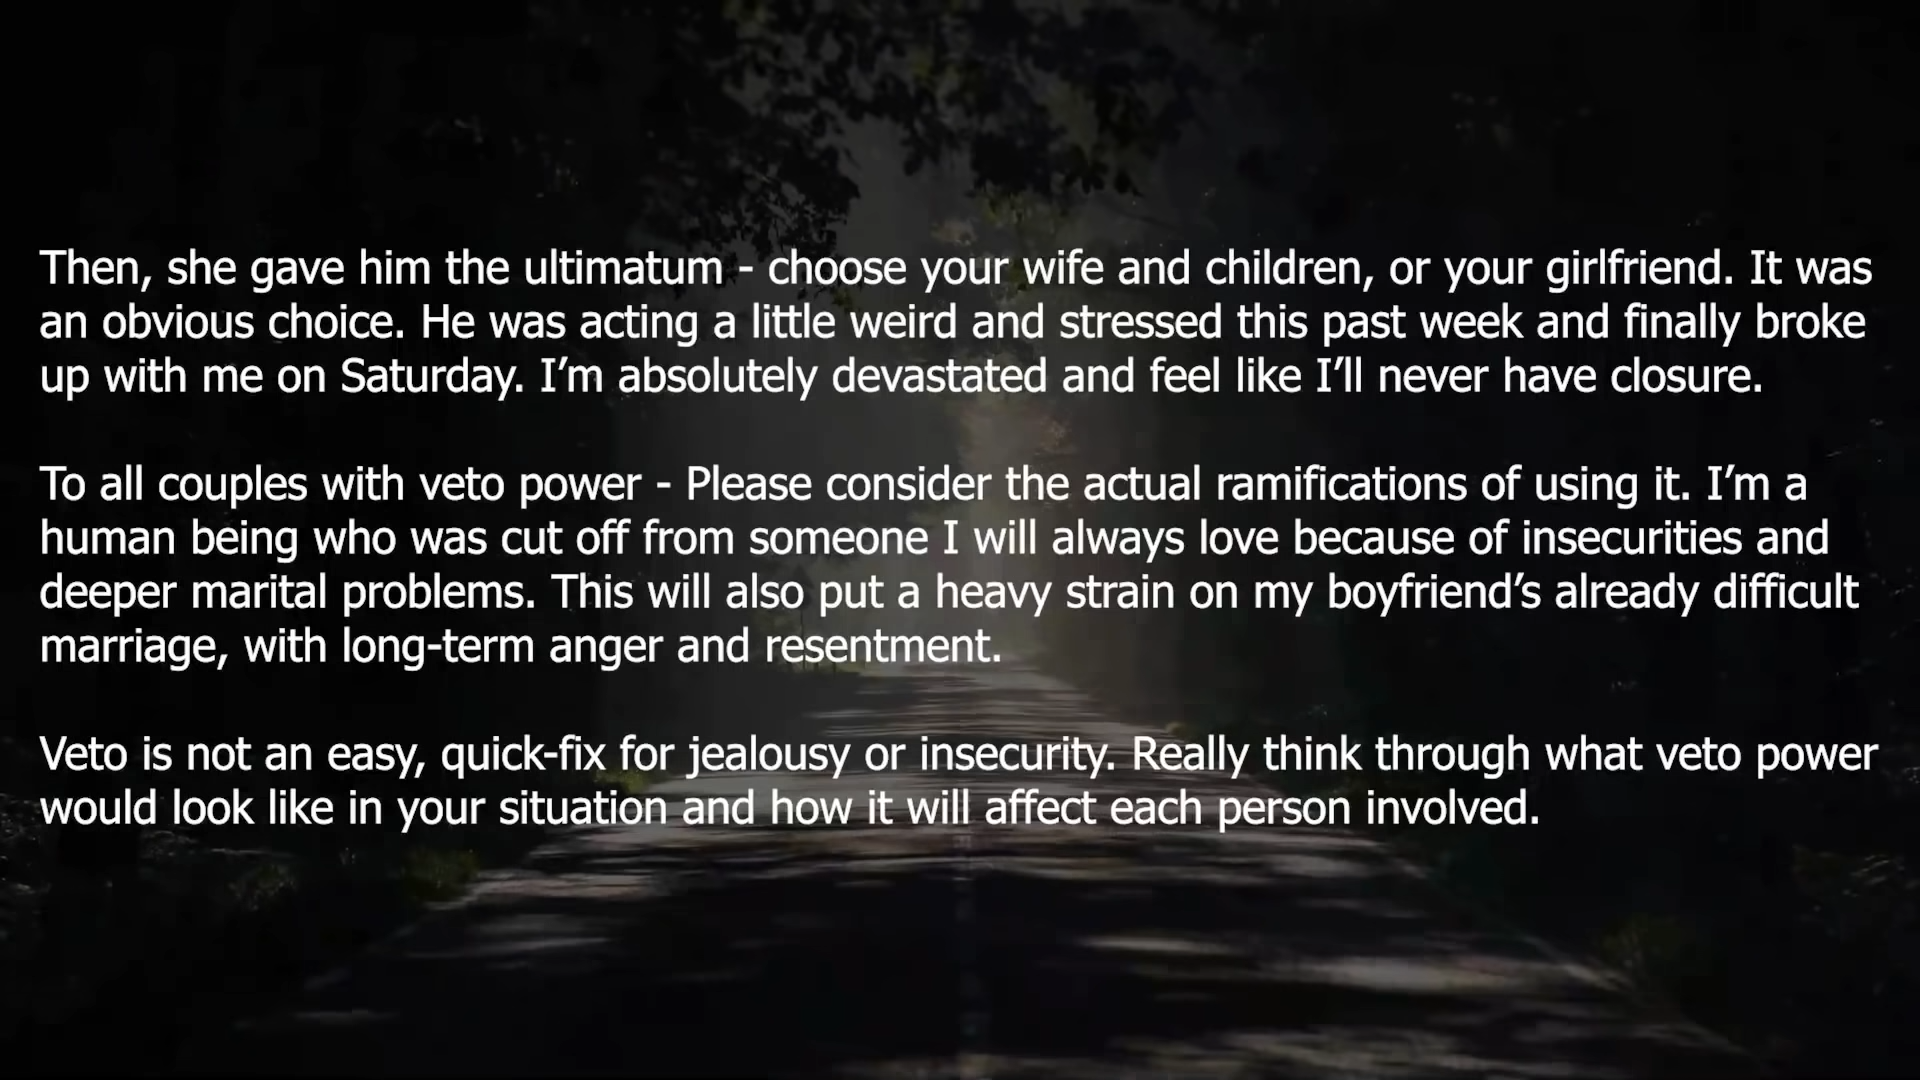 Then, she gave him the ultimatum - choose your wife and children, or your girlfriend. It was
an obvious choice. He was acting a little weird and stressed this past week and finally broke
up with me on Saturday. I’m absolutely devastated and feel like I’ll never have closure.
To all couples with veto power - Please consider the actual ramifications of using it. I’m a
human being who was cut off from someone I will always love because of insecurities and
deeper marital problems. This will also put a heavy strain on my boyfriend’s already difficult
marriage, with long-term anger and resentment.
Veto is not an easy, quick-fix for jealousy or insecurity. Really think through what veto power
would look like in your situation and how it will affect each person involved.